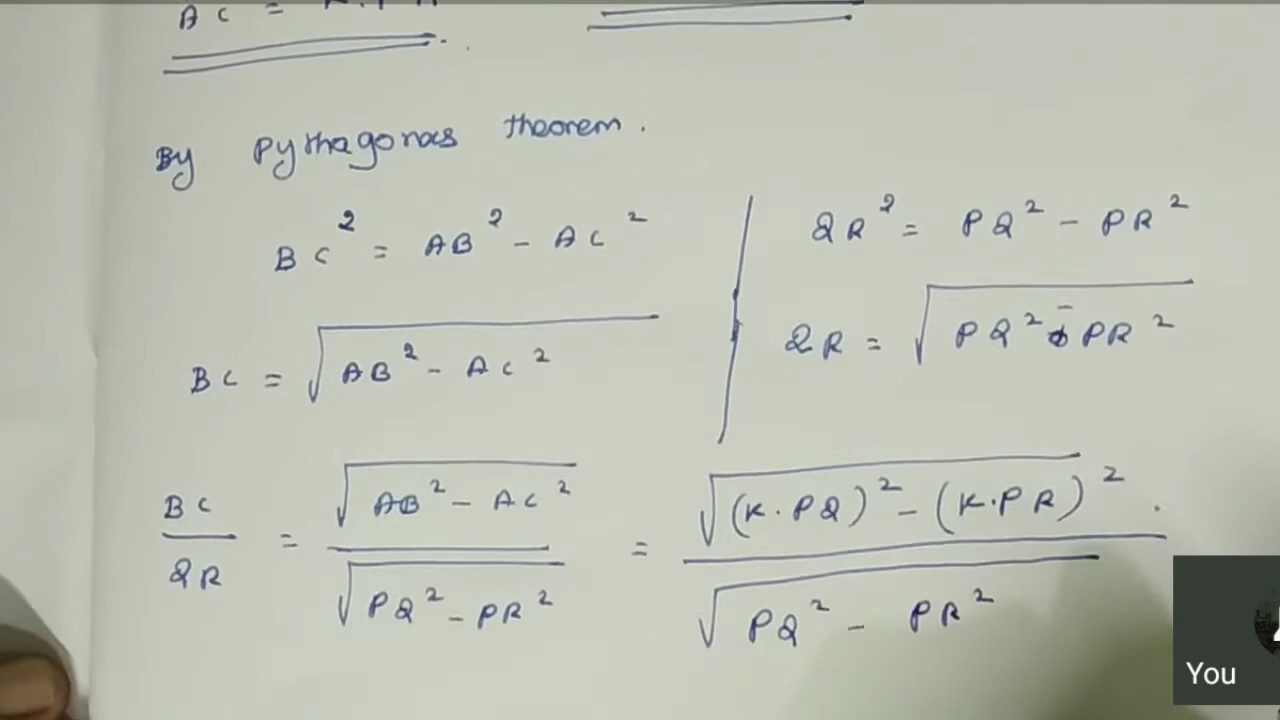 AC =
By Pythagoras theorem.
BC² = AB² - AC²
BC = √(AB² - AC²)
QR² = PQ² - PR²
QR = √(PQ² - PR²)
BC/QR = √(AB² - AC²)/√(PQ² - PR²) = √((K.PQ)² - (K.PR)²)/√(PQ² - PR²)
You